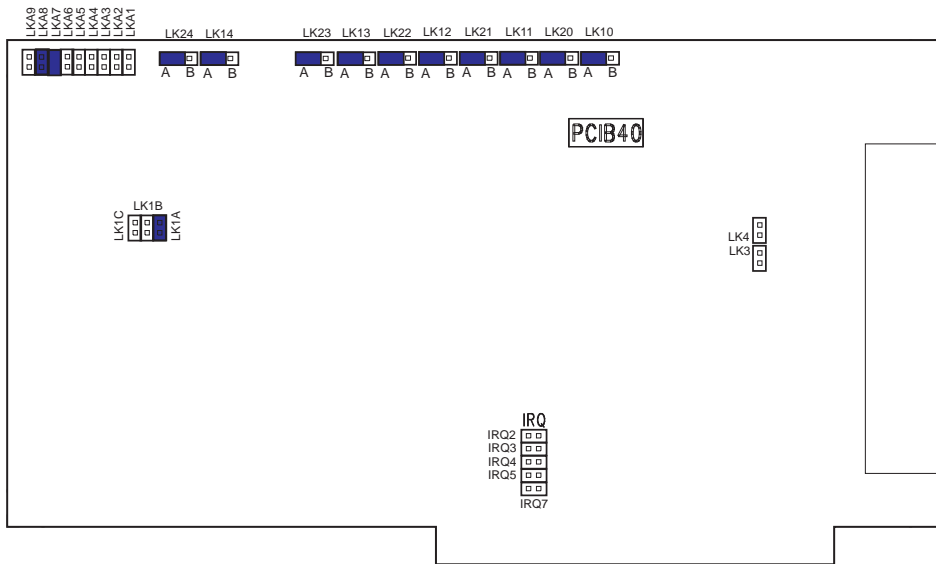 LKA9 LKA8 LKA7 LKA6 LKA5 LKA4 LKA3 LKA2 LKA1
LK24 LK14 LK23 LK13 LK22 LK12 LK21 LK11 LK20 LK10
A B A B A B A B A B A B A B A B A B A B
PCIB40
LK1C LK1B LK1A
LK4
LK3
IRQ
IRQ2
IRQ3
IRQ4
IRQ5
IRQ7